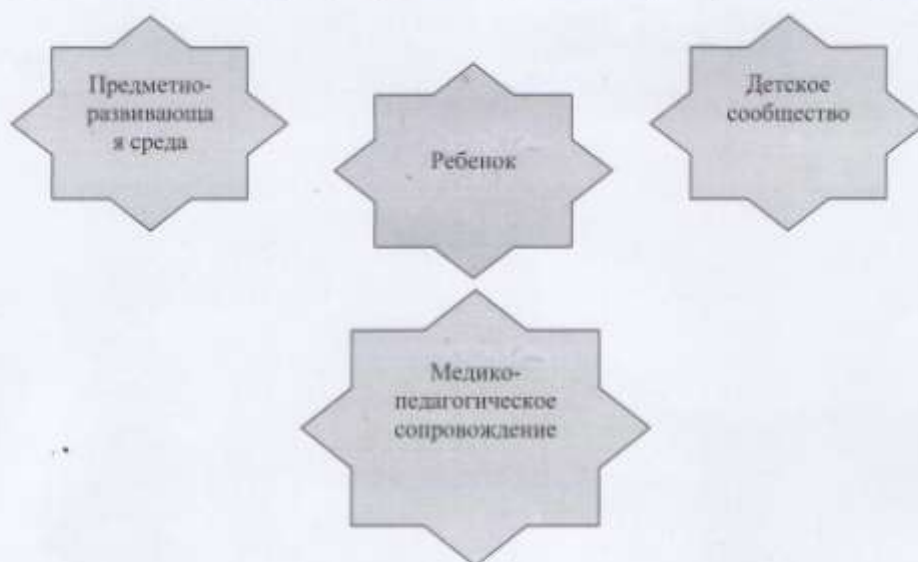 Предметно-
развивающа
я среда
Ребенок
Детское
сообщество
Медико-
педагогическое
сопровождение